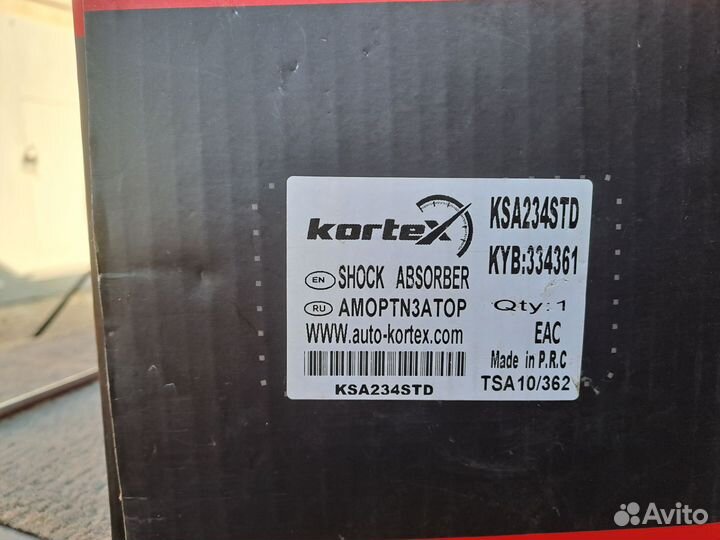 kortex
KSA234STD
KYB:334361
EN SHOCK ABSORBER
RU AMOPTN3ATOP
Qty:1
WWW.auto-kortex.com
EAC
Made in P.R.C
KSA234STD
TSA10/362
Avito